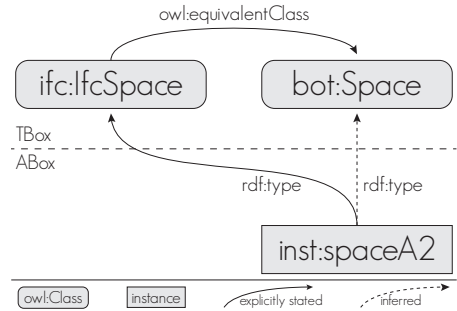 owl:equivalentClass
ifc:IfcSpace
bot:Space
TBox
ABox
rdf:type
rdf:type
inst:spaceA2
owl:Class
instance
explicitly stated
inferred